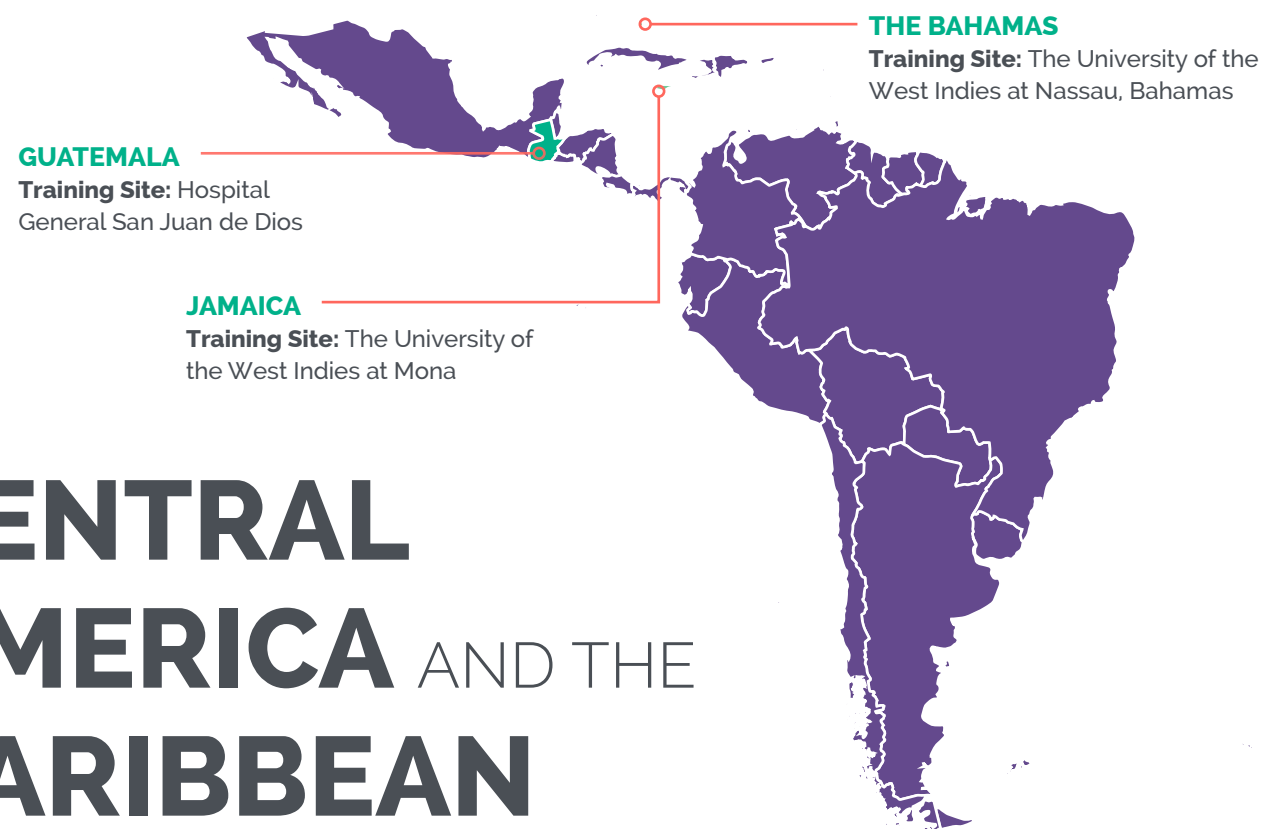 THE BAHAMAS
Training Site: The University of the
West Indies at Nassau, Bahamas
GUATEMALA
Training Site: Hospital
General San Juan de Dios
JAMAICA
Training Site: The University of
the West Indies at Mona
ENTRAL
MERICA AND THE
ARIBBEAN